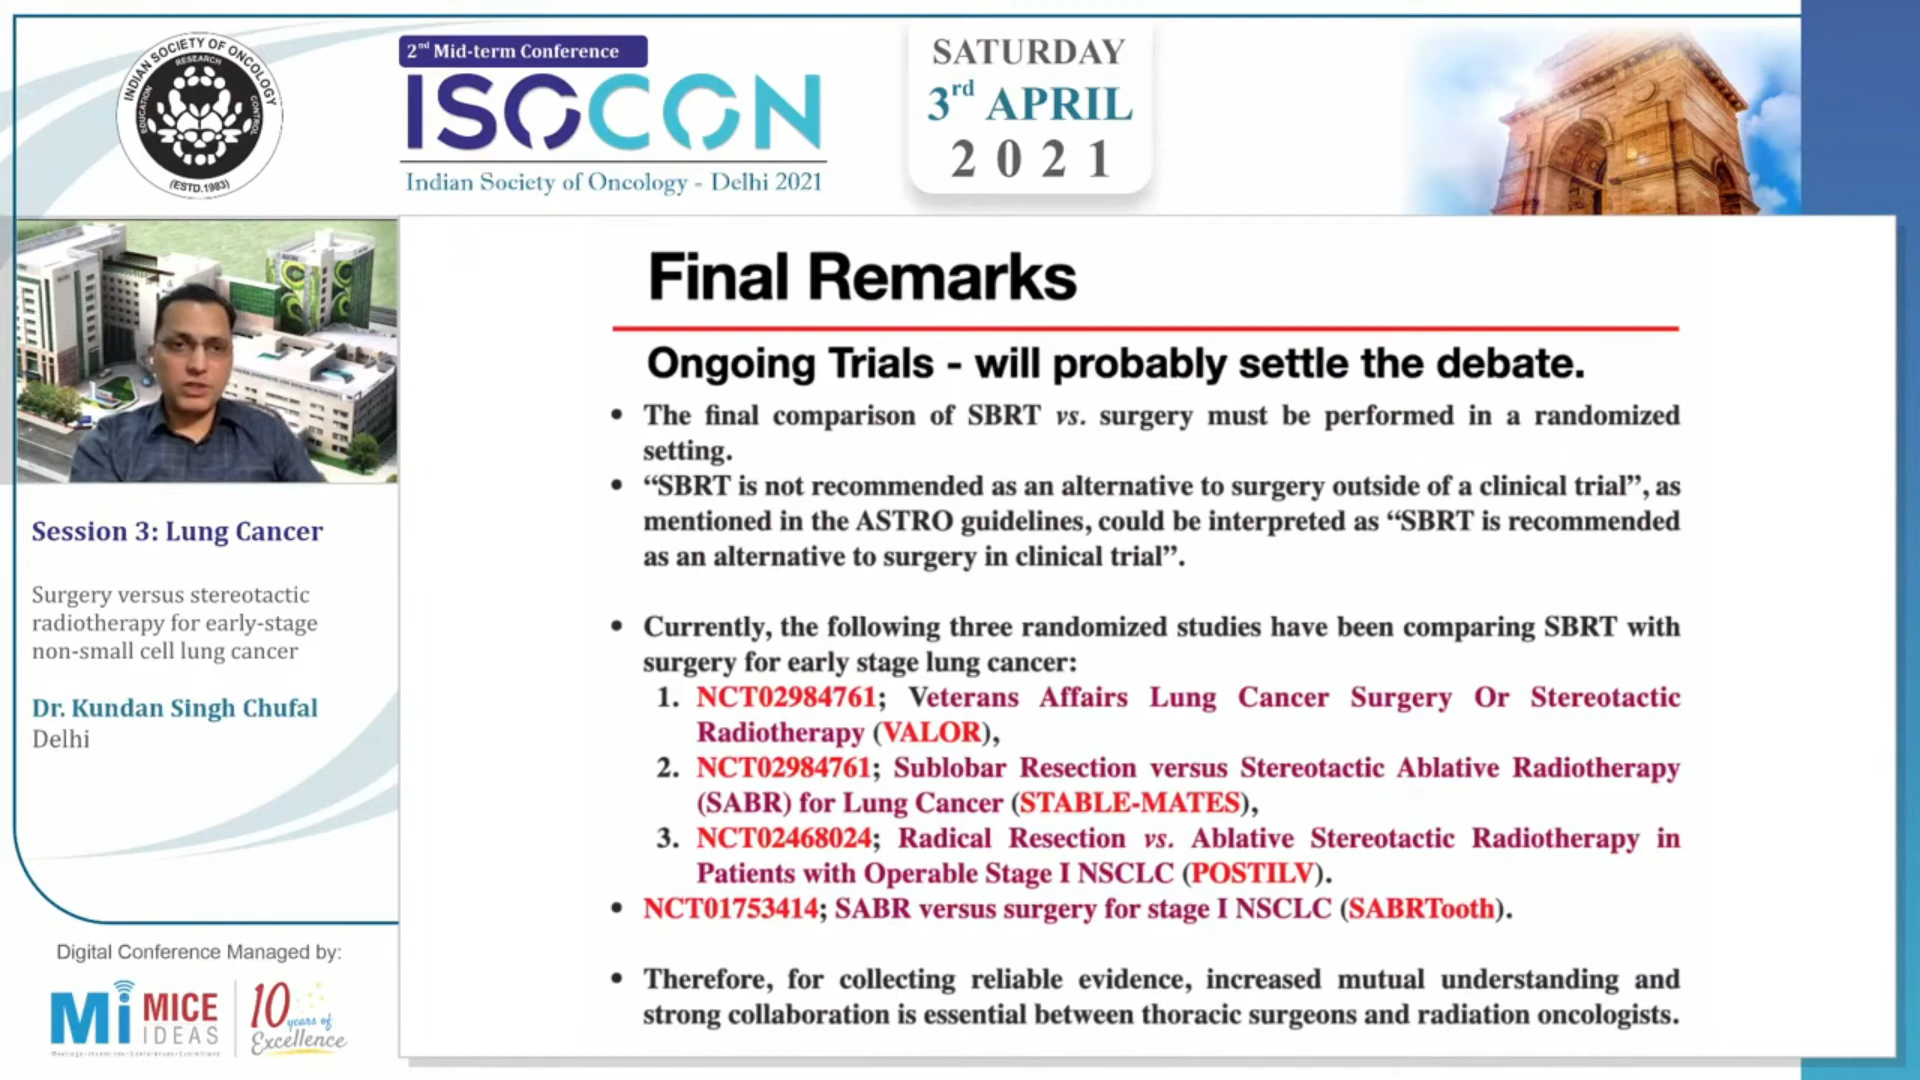 INDIAN SOCIETY OF ONCOLOGY
RESEARCH
EDUCATION
CONTROL
(ESTD.1983)
2nd Mid-term Conference
ISOCON
Indian Society of Oncology - Delhi 2021
SATURDAY
3rd APRIL
2021
Session 3: Lung Cancer
Surgery versus stereotactic
radiotherapy for early-stage
non-small cell lung cancer
Dr. Kundan Singh Chufal
Delhi
Digital Conference Managed by:
Mi MICE
IDEAS
10
years of
Excellence
Final Remarks
Ongoing Trials - will probably settle the debate.
• The final comparison of SBRT vs. surgery must be performed in a randomized
setting.
• “SBRT is not recommended as an alternative to surgery outside of a clinical trial”, as
mentioned in the ASTRO guidelines, could be interpreted as “SBRT is recommended
as an alternative to surgery in clinical trial”.
• Currently, the following three randomized studies have been comparing SBRT with
surgery for early stage lung cancer:
1. NCT02984761; Veterans Affairs Lung Cancer Surgery Or Stereotactic
Radiotherapy (VALOR),
2. NCT02984761; Sublobar Resection versus Stereotactic Ablative Radiotherapy
(SABR) for Lung Cancer (STABLE-MATES),
3. NCT02468024; Radical Resection vs. Ablative Stereotactic Radiotherapy in
Patients with Operable Stage I NSCLC (POSTILV).
• NCT01753414; SABR versus surgery for stage I NSCLC (SABRTooth).
• Therefore, for collecting reliable evidence, increased mutual understanding and
strong collaboration is essential between thoracic surgeons and radiation oncologists.